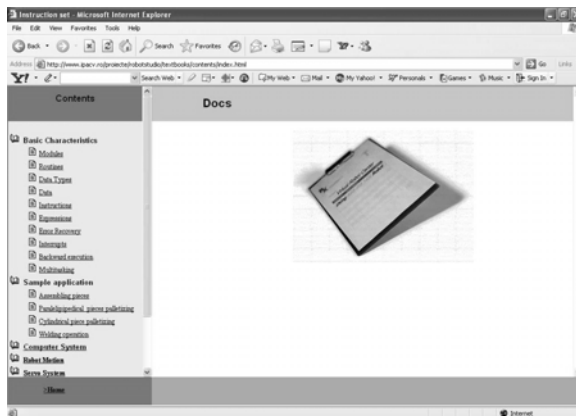 Instruction set - Microsoft Internet Explorer
File Edit View Favorites Tools Help
Back Search Favorites
Address http://www.ipacv.ro/proiecte/robotstudio/textbooks/contents/index.html Go Links
Y! Search Web My Web Mail My Yahoo! Personals Games Music Sign In
Contents
Docs
Basic Characteristics
Modules
Routines
Data Types
Data
Instructions
Expressions
Error Recovery
Interrupts
Backward execution
Multitasking
Sample application
Assembling pieces
Paralelipipedical pieces palletizing
Cylindrical piece palletizing
Welding operation
Computer System
Robot Motion
Servo System
Home
Internet